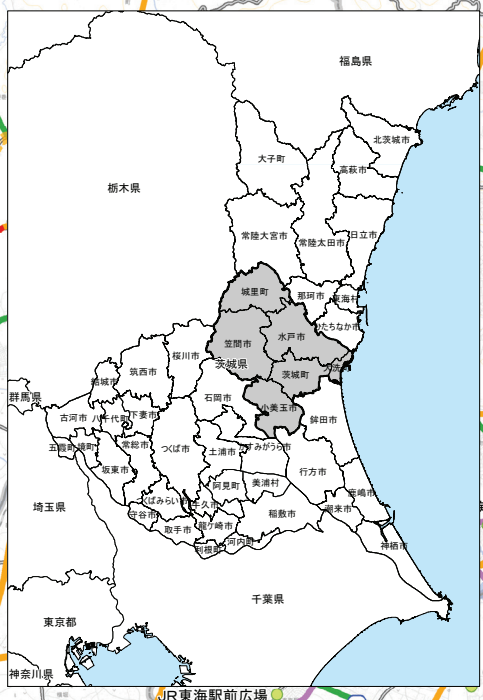 福島県
北茨城市
大子町
高萩市
栃木県
常陸大宮市
常陸太田市
日立市
城里町
那珂市
東海村
ひたちなか市
水戸市
笠間市
桜川市
茨城県
大洗
茨城町
筑西市
結城市
群馬県
石岡市
小美玉市
古河市
八千代町
下妻市
鉾田市
五霞町
境町
常総市
つくば市
土浦市
すみがうら市
坂東市
行方市
阿見町
美浦村
つくばみらい市
牛久市
鹿嶋市
守谷市
稲敷市
潮来市
埼玉県
取手市
龍ケ崎市
利根町
河内町
神栖市
千葉県
東京都
神奈川県
JR東海駅前広場